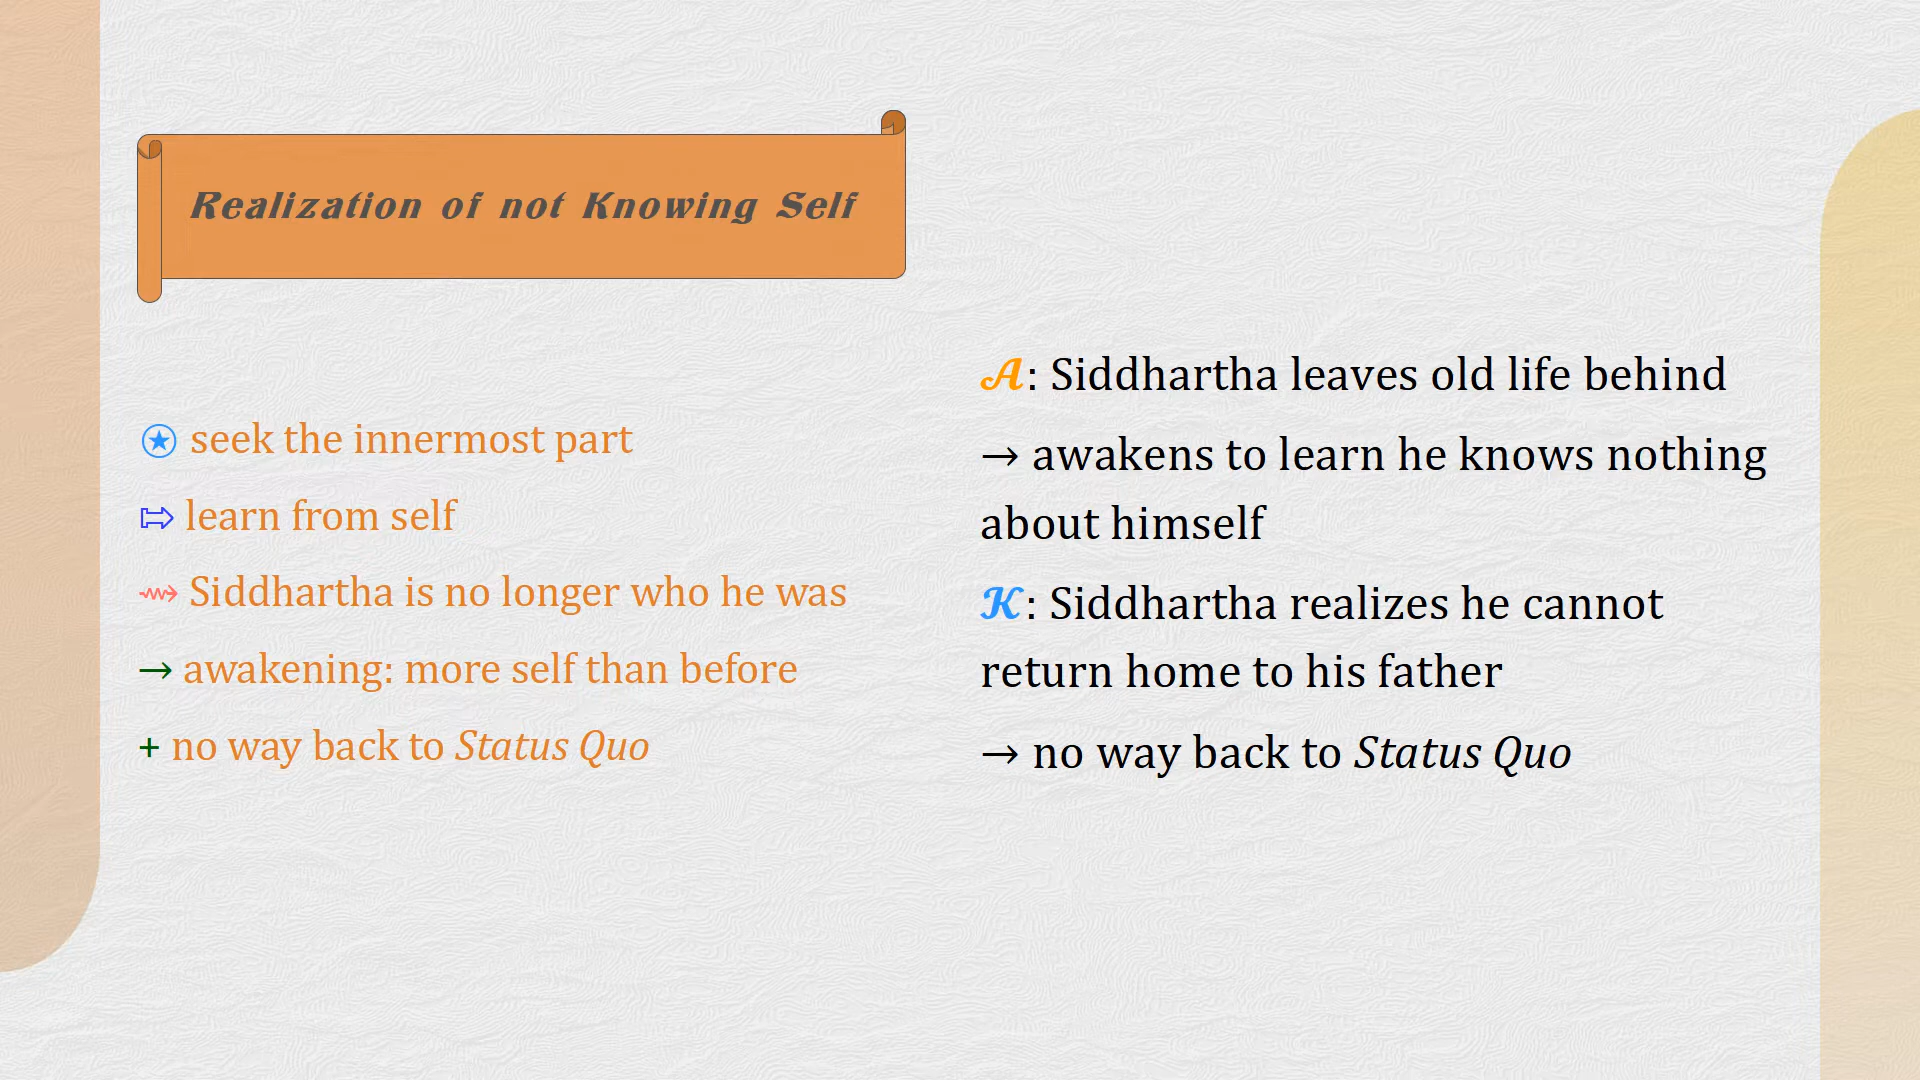 Realization of not Knowing Self
⍟ seek the innermost part
⇰ learn from self
⇝ Siddhartha is no longer who he was
→ awakening: more self than before
+ no way back to Status Quo
𝓐: Siddhartha leaves old life behind
→ awakens to learn he knows nothing
about himself
𝓚: Siddhartha realizes he cannot
return home to his father
→ no way back to Status Quo